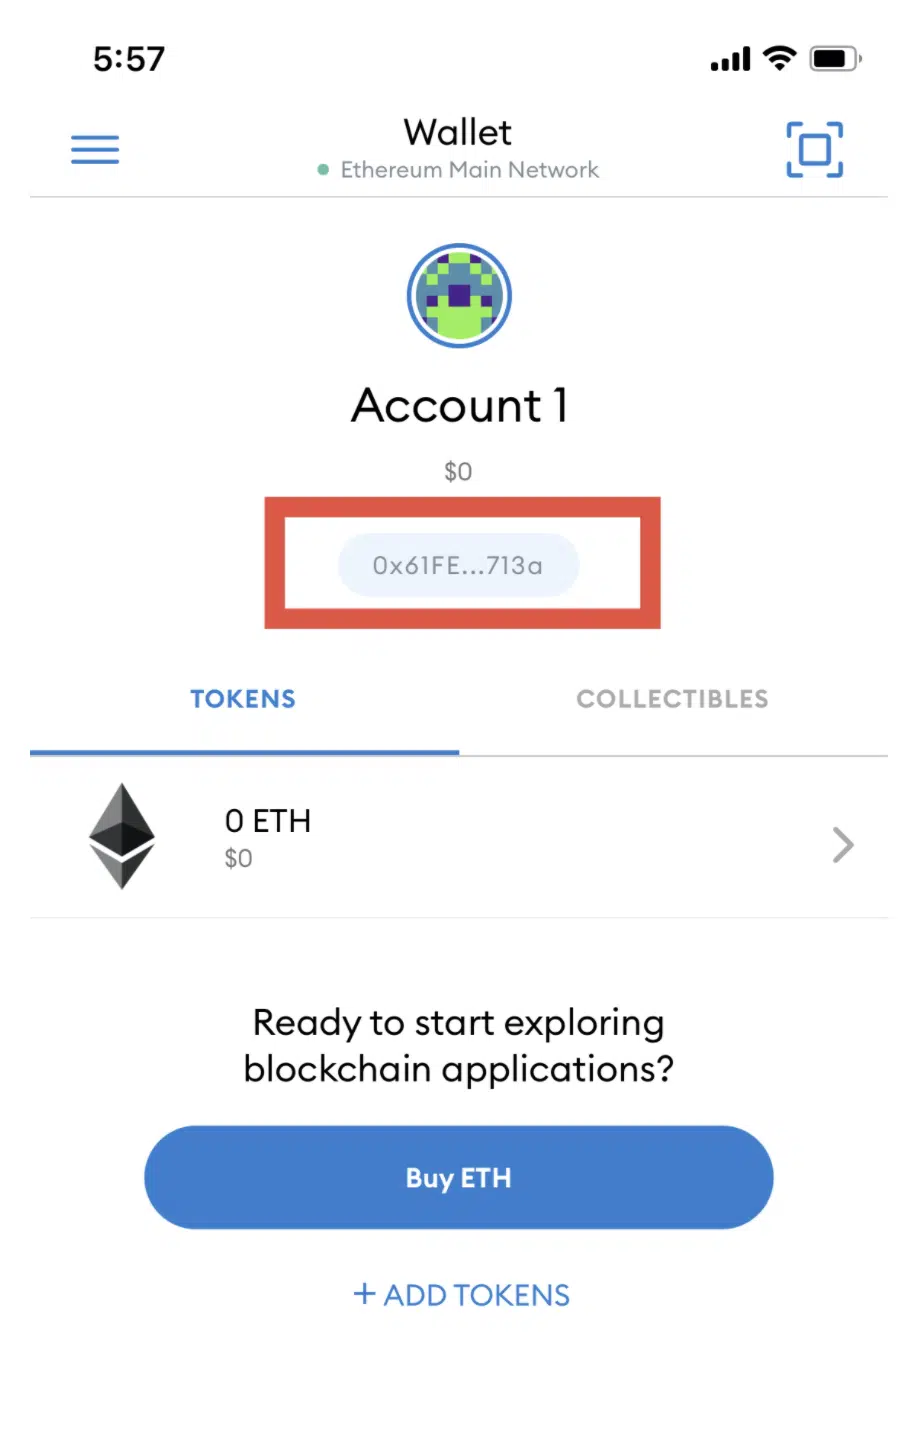 5:57
Wallet
Ethereum Main Network
Account 1
$0
0x61FE...713a
TOKENS COLLECTIBLES
0 ETH
$0
Ready to start exploring
blockchain applications?
Buy ETH
+ ADD TOKENS